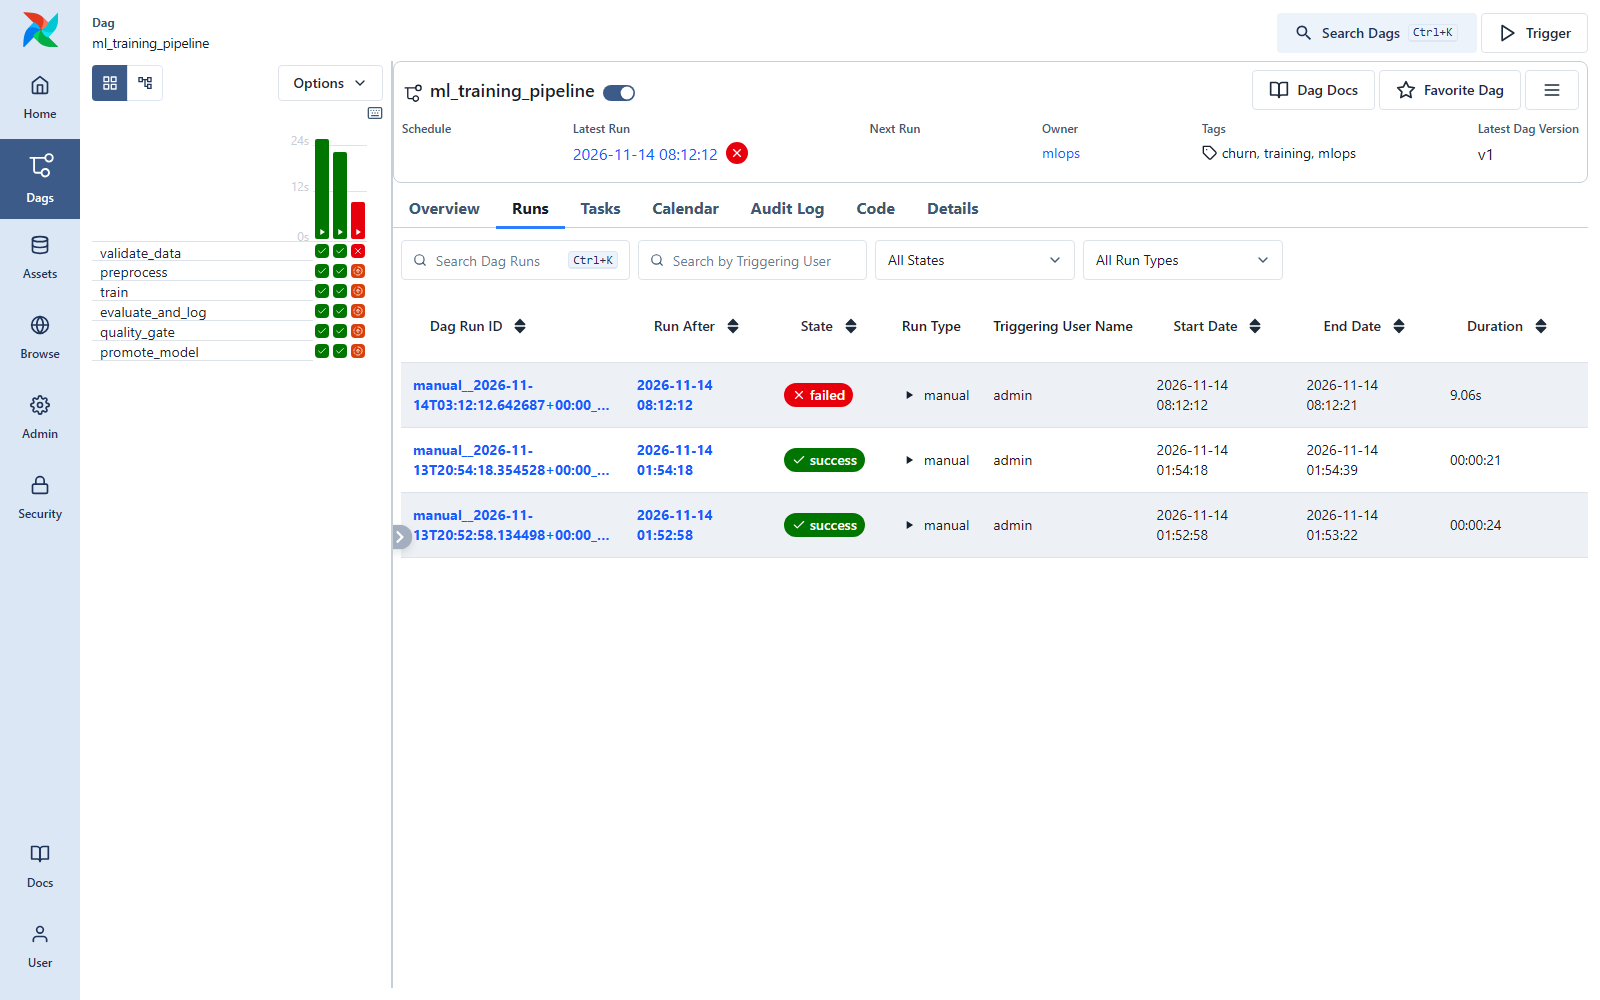 Dag
ml_training_pipeline
Search Dags Ctrl+K
Trigger
Home
Dags
Assets
Browse
Admin
Security
Docs
User
Options
24s
12s
0s
validate_data
preprocess
train
evaluate_and_log
quality_gate
promote_model
ml_training_pipeline
Dag Docs
Favorite Dag
Schedule
Latest Run
Next Run
Owner
Tags
Latest Dag Version
2026-11-14 08:12:12
mlops
churn, training, mlops
v1
Overview
Runs
Tasks
Calendar
Audit Log
Code
Details
Search Dag Runs Ctrl+K
Search by Triggering User
All States
All Run Types
Dag Run ID
Run After
State
Run Type
Triggering User Name
Start Date
End Date
Duration
manual__2026-11-
14T03:12:12.642687+00:00_...
2026-11-14
08:12:12
failed
manual
admin
2026-11-14
08:12:12
2026-11-14
08:12:21
9.06s
manual__2026-11-
13T20:54:18.354528+00:00_...
2026-11-14
01:54:18
success
manual
admin
2026-11-14
01:54:18
2026-11-14
01:54:39
00:00:21
manual__2026-11-
13T20:52:58.134498+00:00_...
2026-11-14
01:52:58
success
manual
admin
2026-11-14
01:52:58
2026-11-14
01:53:22
00:00:24